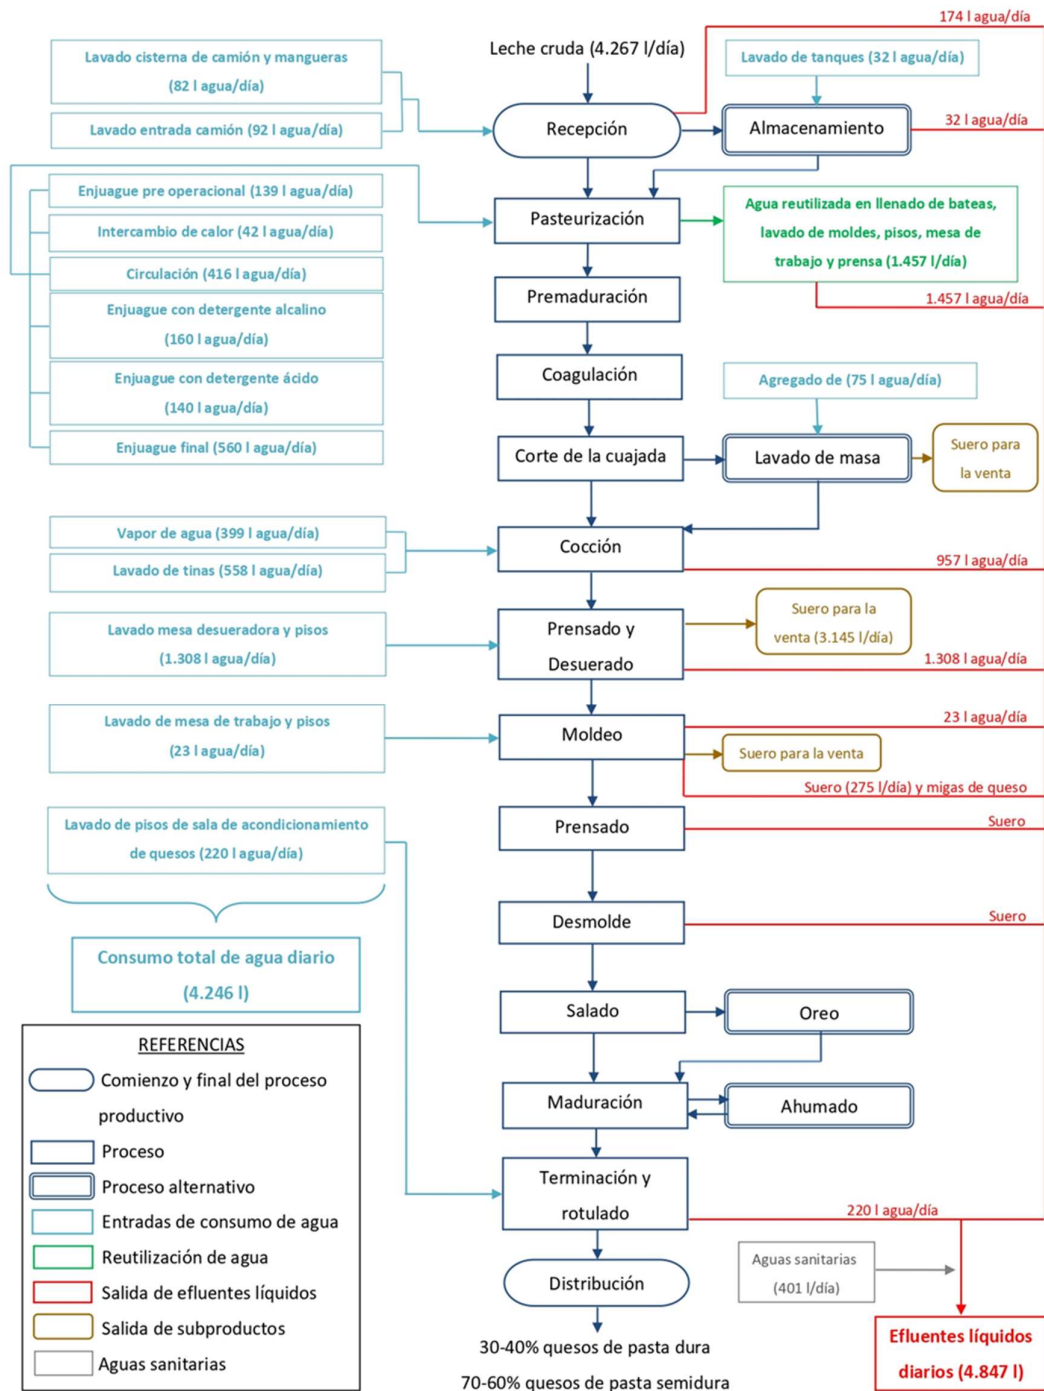 174 l agua/día
Leche cruda (4.267 l/día)
Lavado cisterna de camión y mangueras
(82 l agua/día)
Lavado de tanques (32 l agua/día)
Lavado entrada camión (92 l agua/día)
Recepción
Almacenamiento
32 l agua/día
Enjuague pre operacional (139 l agua/día)
Intercambio de calor (42 l agua/día)
Circulación (416 l agua/día)
Enjuague con detergente alcalino
(160 l agua/día)
Enjuague con detergente ácido
(140 l agua/día)
Enjuague final (560 l agua/día)
Pasteurización
Agua reutilizada en llenado de bateas,
lavado de moldes, pisos, mesa de
trabajo y prensa (1.457 l/día)
1.457 l agua/día
Premaduración
Coagulación
Agregado de (75 l agua/día)
Corte de la cuajada
Lavado de masa
Suero para
la venta
Vapor de agua (399 l agua/día)
Lavado de tinas (558 l agua/día)
Cocción
957 l agua/día
Lavado mesa desueradora y pisos
(1.308 l agua/día)
Prensado y
Desuerado
Suero para la
venta (3.145 l/día)
1.308 l agua/día
Lavado de mesa de trabajo y pisos
(23 l agua/día)
Moldeo
23 l agua/día
Suero para la venta
Suero (275 l/día) y migas de queso
Lavado de pisos de sala de acondicionamiento
de quesos (220 l agua/día)
Prensado
Suero
Desmolde
Suero
Consumo total de agua diario
(4.246 l)
Salado
Oreo
Maduración
Ahumado
Terminación y
rotulado
220 l agua/día
Aguas sanitarias
(401 l/día)
Distribución
Efluentes líquidos
diarios (4.847 l)
30-40% quesos de pasta dura
70-60% quesos de pasta semidura
REFERENCIAS
Comienzo y final del proceso
productivo
Proceso
Proceso alternativo
Entradas de consumo de agua
Reutilización de agua
Salida de efluentes líquidos
Salida de subproductos
Aguas sanitarias